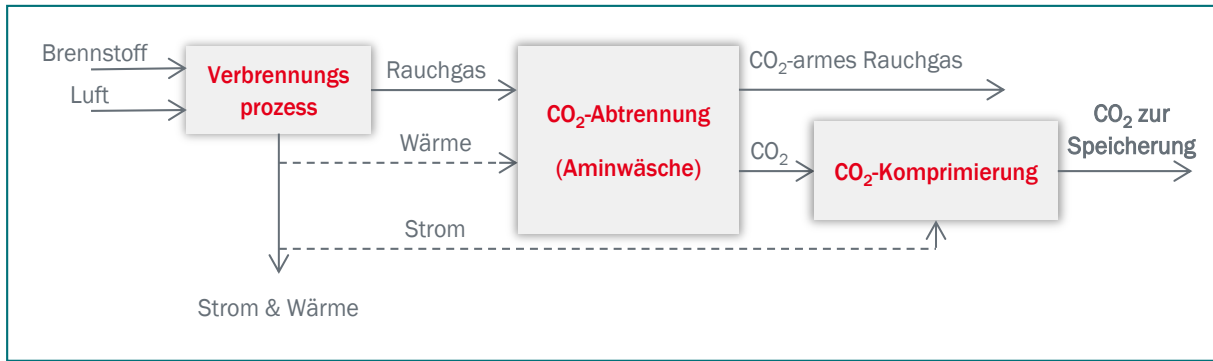 Brennstoff
Luft
Verbrennungs
prozess
Rauchgas
Wärme
Strom
Strom & Wärme
CO₂-Abtrennung
(Aminwäsche)
CO₂-armes Rauchgas
CO₂
CO₂-Komprimierung
CO₂ zur
Speicherung